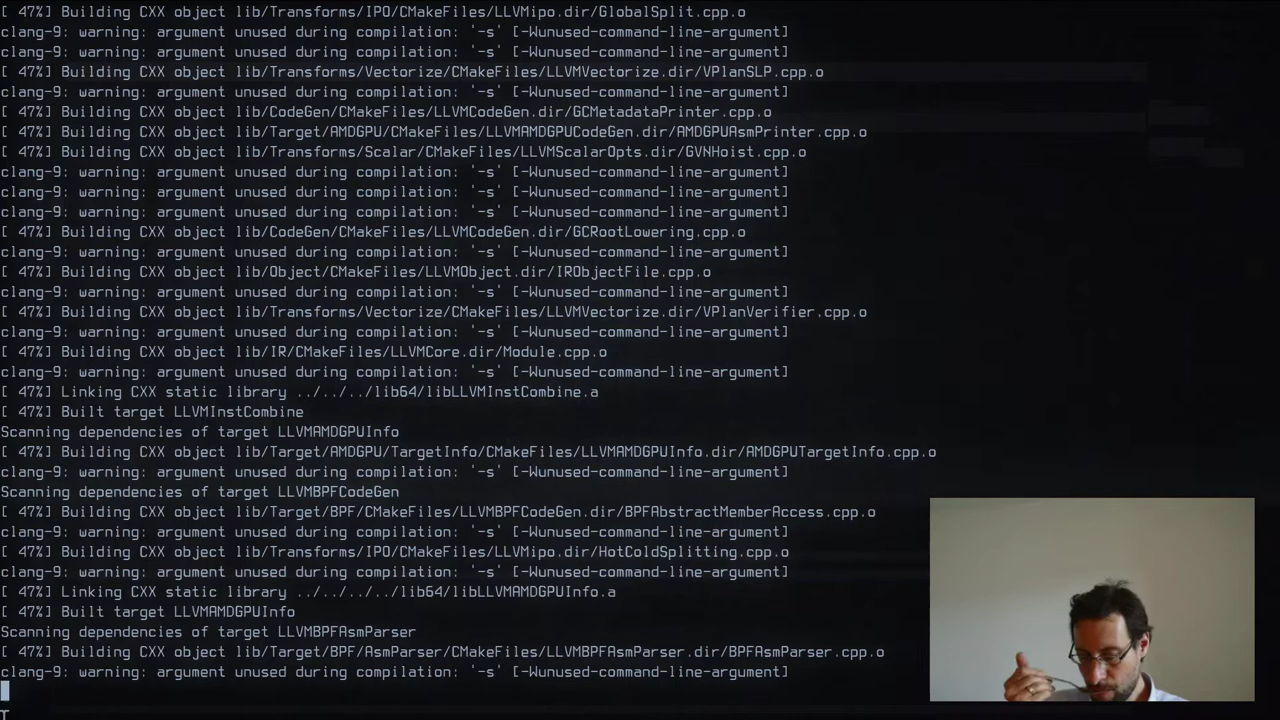 [ 47%] Building CXX object lib/Transforms/IPO/CMakeFiles/LLVMipo.dir/GlobalSplit.cpp.o
clang-9: warning: argument unused during compilation: '-s' [-Wunused-command-line-argument]
clang-9: warning: argument unused during compilation: '-s' [-Wunused-command-line-argument]
[ 47%] Building CXX object lib/Transforms/Vectorize/CMakeFiles/LLVMVectorize.dir/VPlanSLP.cpp.o
clang-9: warning: argument unused during compilation: '-s' [-Wunused-command-line-argument]
[ 47%] Building CXX object lib/CodeGen/CMakeFiles/LLVMCodeGen.dir/GCMetadataPrinter.cpp.o
[ 47%] Building CXX object lib/Target/AMDGPU/CMakeFiles/LLVMAMDGPUCodeGen.dir/AMDGPUAsmPrinter.cpp.o
[ 47%] Building CXX object lib/Transforms/Scalar/CMakeFiles/LLVMScalarOpts.dir/GVNHoist.cpp.o
clang-9: warning: argument unused during compilation: '-s' [-Wunused-command-line-argument]
clang-9: warning: argument unused during compilation: '-s' [-Wunused-command-line-argument]
clang-9: warning: argument unused during compilation: '-s' [-Wunused-command-line-argument]
[ 47%] Building CXX object lib/CodeGen/CMakeFiles/LLVMCodeGen.dir/GCRootLowering.cpp.o
clang-9: warning: argument unused during compilation: '-s' [-Wunused-command-line-argument]
[ 47%] Building CXX object lib/Object/CMakeFiles/LLVMObject.dir/IRObjectFile.cpp.o
clang-9: warning: argument unused during compilation: '-s' [-Wunused-command-line-argument]
[ 47%] Building CXX object lib/Transforms/Vectorize/CMakeFiles/LLVMVectorize.dir/VPlanVerifier.cpp.o
clang-9: warning: argument unused during compilation: '-s' [-Wunused-command-line-argument]
[ 47%] Building CXX object lib/IR/CMakeFiles/LLVMCore.dir/Module.cpp.o
clang-9: warning: argument unused during compilation: '-s' [-Wunused-command-line-argument]
[ 47%] Linking CXX static library ../../../lib64/libLLVMInstCombine.a
[ 47%] Built target LLVMInstCombine
Scanning dependencies of target LLVMAMDGPUInfo
[ 47%] Building CXX object lib/Target/AMDGPU/TargetInfo/CMakeFiles/LLVMAMDGPUInfo.dir/AMDGPUTargetInfo.cpp.o
clang-9: warning: argument unused during compilation: '-s' [-Wunused-command-line-argument]
Scanning dependencies of target LLVMBPFCodeGen
[ 47%] Building CXX object lib/Target/BPF/CMakeFiles/LLVMBPFCodeGen.dir/BPFAbstractMemberAccess.cpp.o
clang-9: warning: argument unused during compilation: '-s' [-Wunused-command-line-argument]
[ 47%] Building CXX object lib/Transforms/IPO/CMakeFiles/LLVMipo.dir/HotColdSplitting.cpp.o
clang-9: warning: argument unused during compilation: '-s' [-Wunused-command-line-argument]
[ 47%] Linking CXX static library ../../../../lib64/libLLVMAMDGPUInfo.a
[ 47%] Built target LLVMAMDGPUInfo
Scanning dependencies of target LLVMBPFAsmParser
[ 47%] Building CXX object lib/Target/BPF/AsmParser/CMakeFiles/LLVMBPFAsmParser.dir/BPFAsmParser.cpp.o
clang-9: warning: argument unused during compilation: '-s' [-Wunused-command-line-argument]